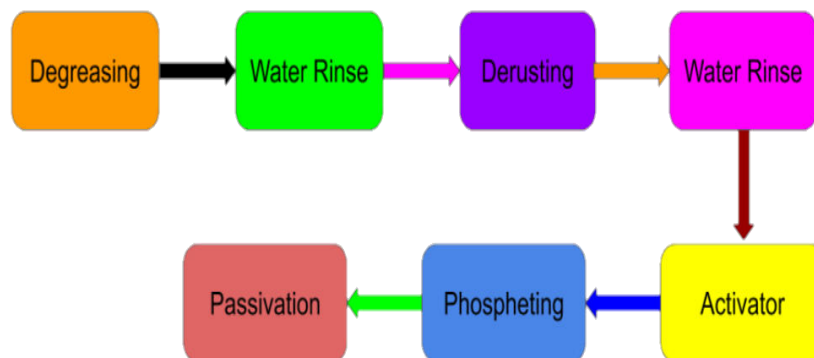 Degreasing
Water Rinse
Derusting
Water Rinse
Activator
Phospheting
Passivation